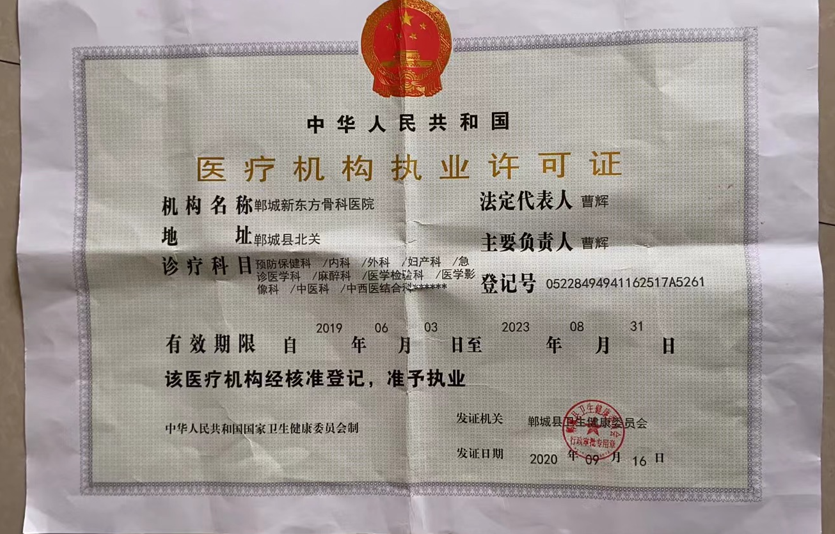 中华人民共和国
医疗机构执业许可证
机构名称 郸城新东方骨科医院
法定代表人 曹辉
地址 郸城县北关
主要负责人 曹辉
诊疗科目 预防保健科 /内科 /外科 /妇产科 /急
诊医学科 /麻醉科 /医学检验科 /医学影
像科 /中医科 /中西医结合科******
登记号 05228494941162517A5261
有效期限 自 2019 年 06 月 03 日至 2023 年 08 月 31 日
该医疗机构经核准登记，准予执业
中华人民共和国国家卫生健康委员会制
发证机关 郸城县卫生健康委员会
行政审批专用章
发证日期 2020 年 09 月 16 日